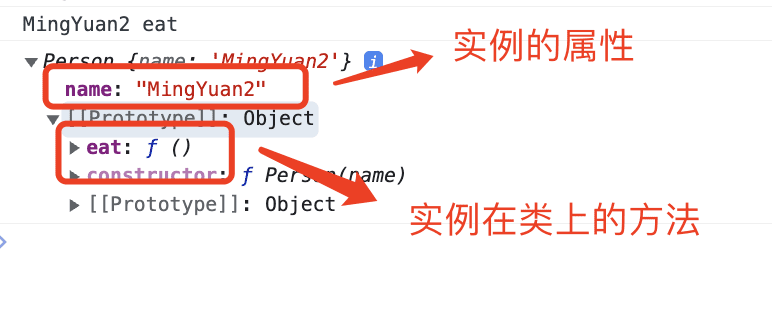 MingYuan2 eat
Person {name: 'MingYuan2'} i
实例的属性
name: "MingYuan2"
[[Prototype]]: Object
eat: ƒ ()
constructor: ƒ Person(name)
[[Prototype]]: Object
实例在类上的方法